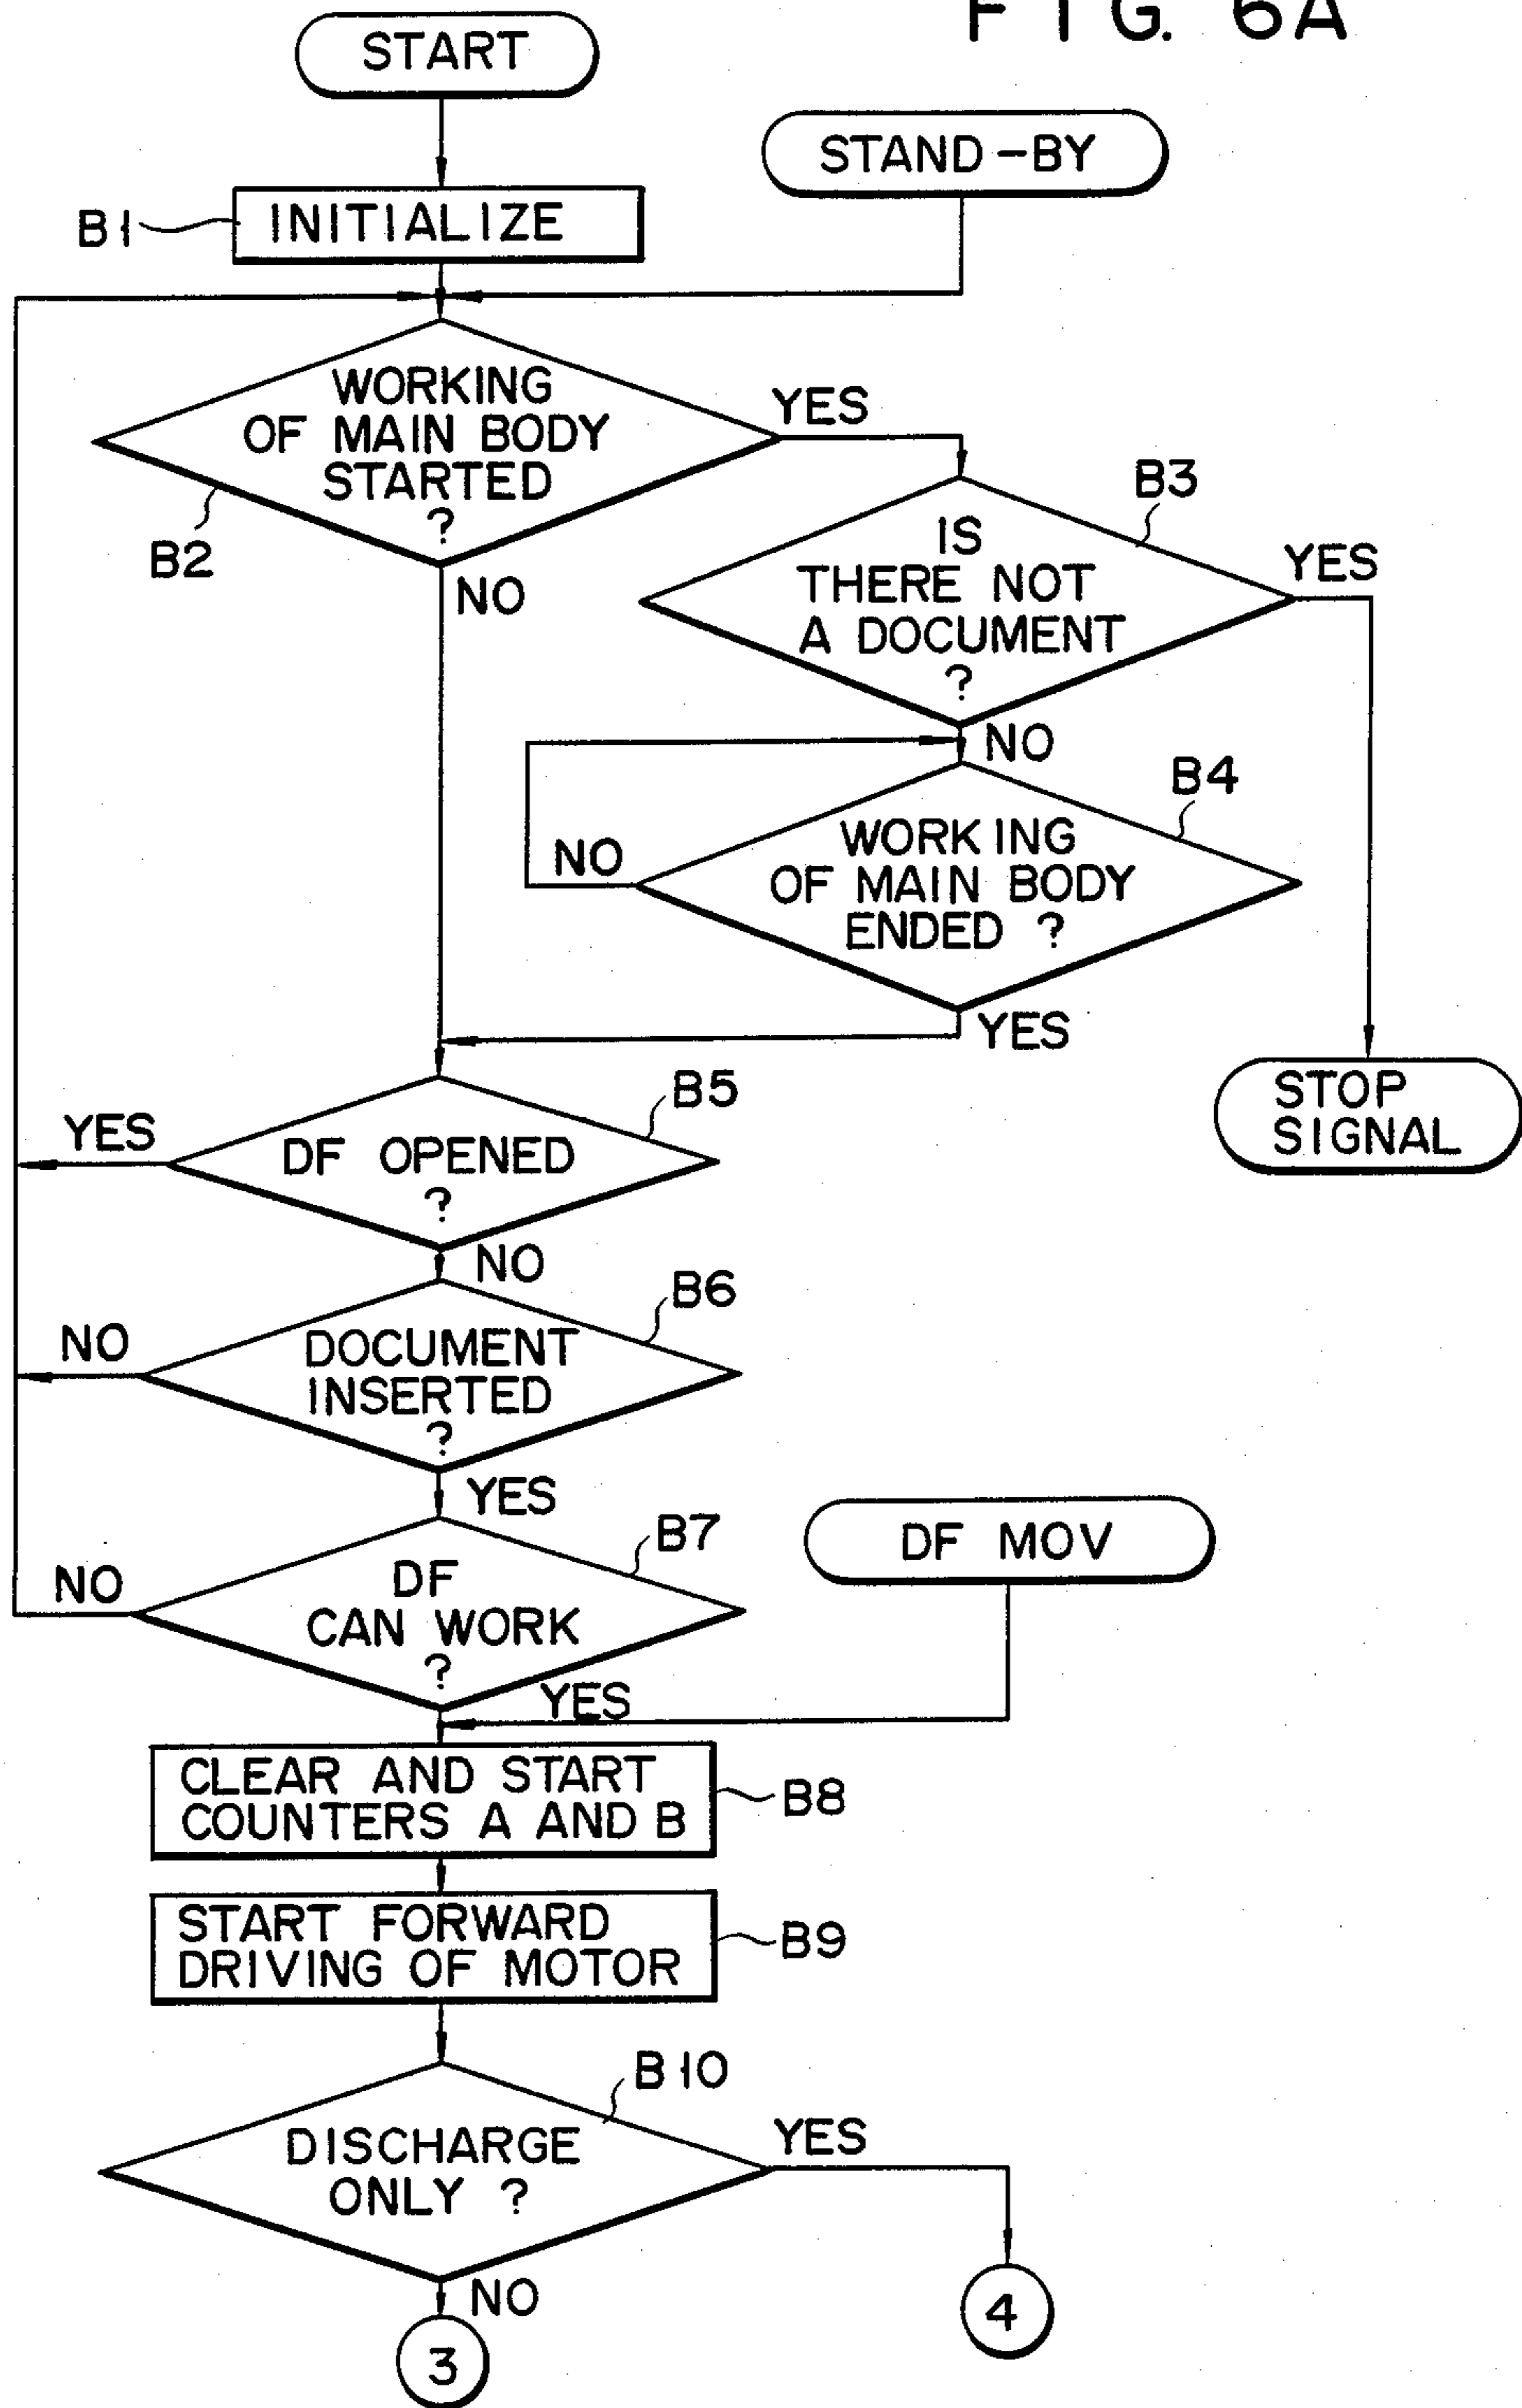 FIG. 6A
START
STAND-BY
B1
INITIALIZE
WORKING
OF MAIN BODY
STARTED
?
YES
B2
NO
B3
IS
THERE NOT
A DOCUMENT
?
YES
NO
B4
WORKING
OF MAIN BODY
ENDED ?
NO
YES
STOP
SIGNAL
B5
YES
DF OPENED
?
NO
B6
NO
DOCUMENT
INSERTED
?
YES
B7
DF MOV
NO
DF
CAN WORK
?
YES
CLEAR AND START
COUNTERS A AND B
B8
START FORWARD
DRIVING OF MOTOR
B9
B10
DISCHARGE
ONLY ?
YES
NO
4
3